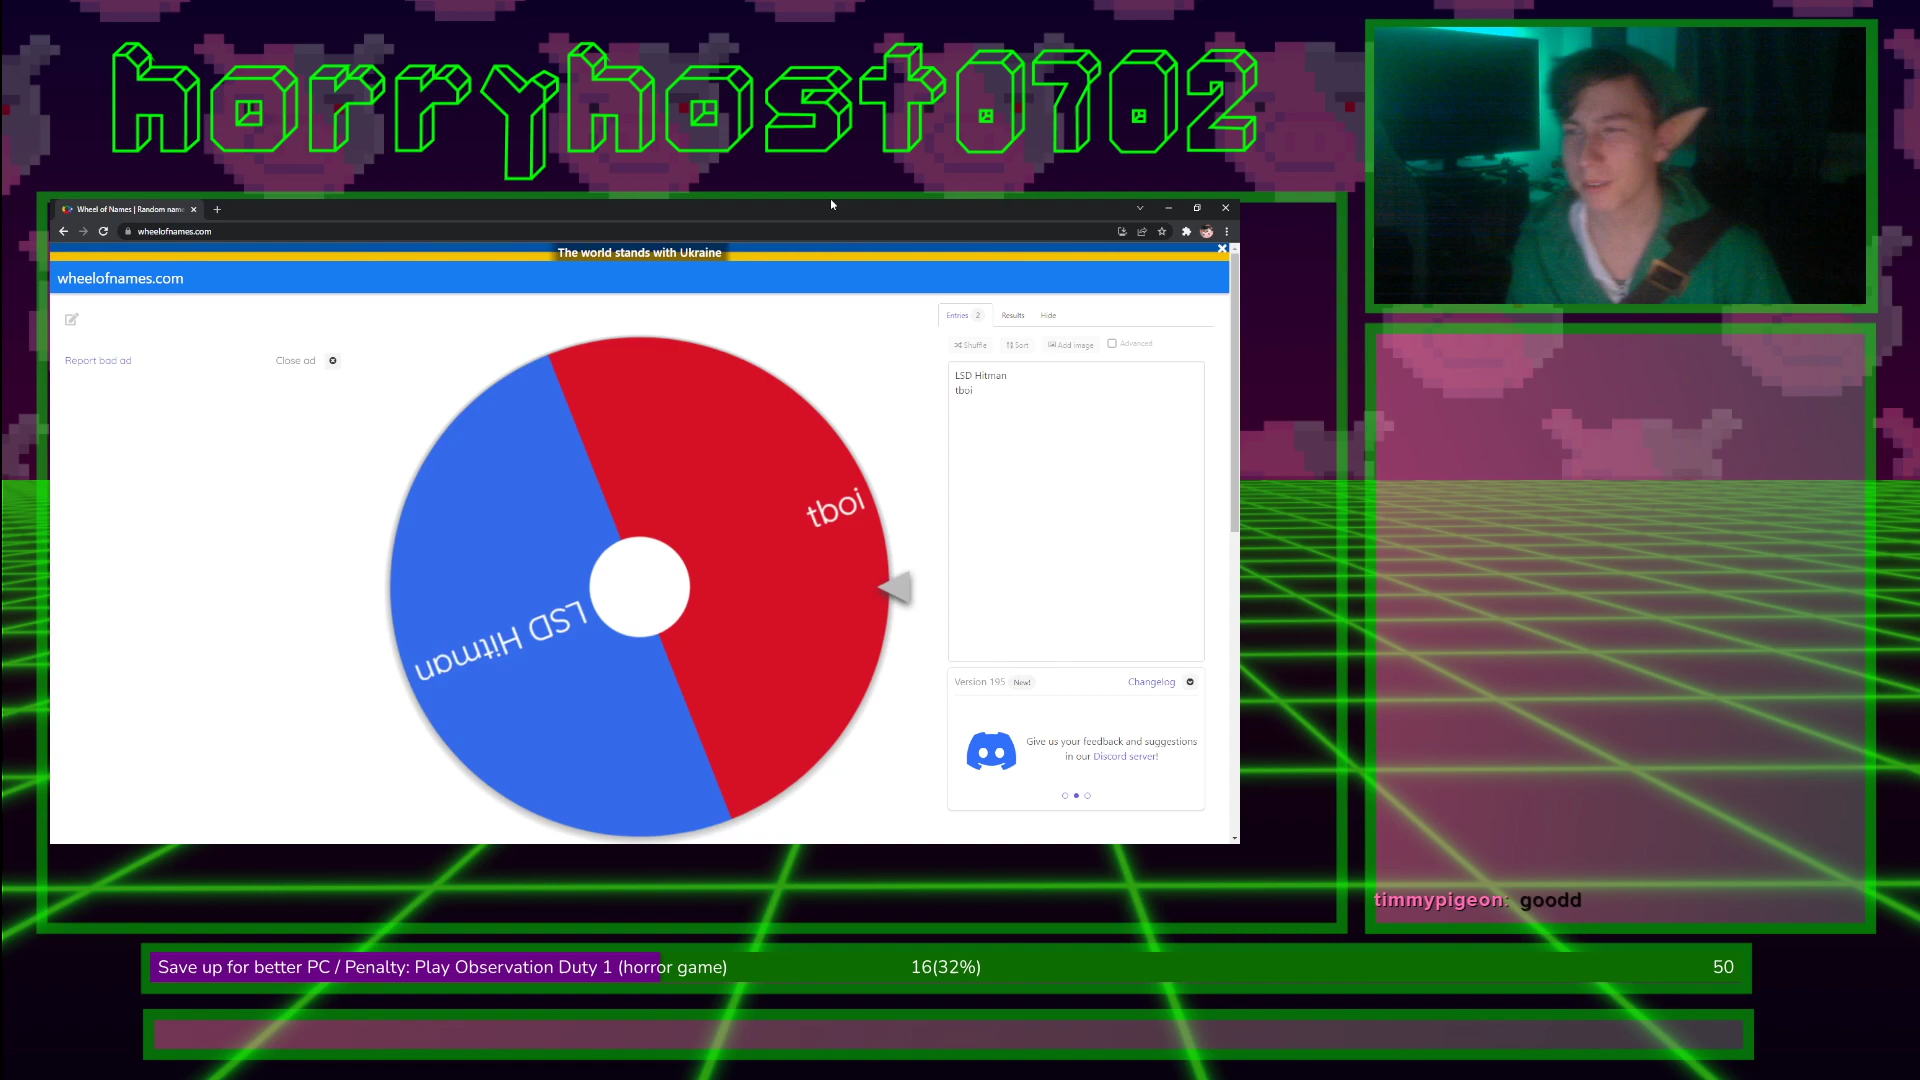 horryhost0702
Wheel of Names | Random name
wheelofnames.com
The world stands with Ukraine
wheelofnames.com
Report bad ad
Close ad
Entries 2
Results
Hide
Shuffle
Sort
Add image
Advanced
LSD Hitman
tboi
tboi
LSD Hitman
Version 195 New!
Changelog
Give us your feedback and suggestions
in our Discord server!
timmypigeon: goodd
Save up for better PC / Penalty: Play Observation Duty 1 (horror game)
16(32%)
50